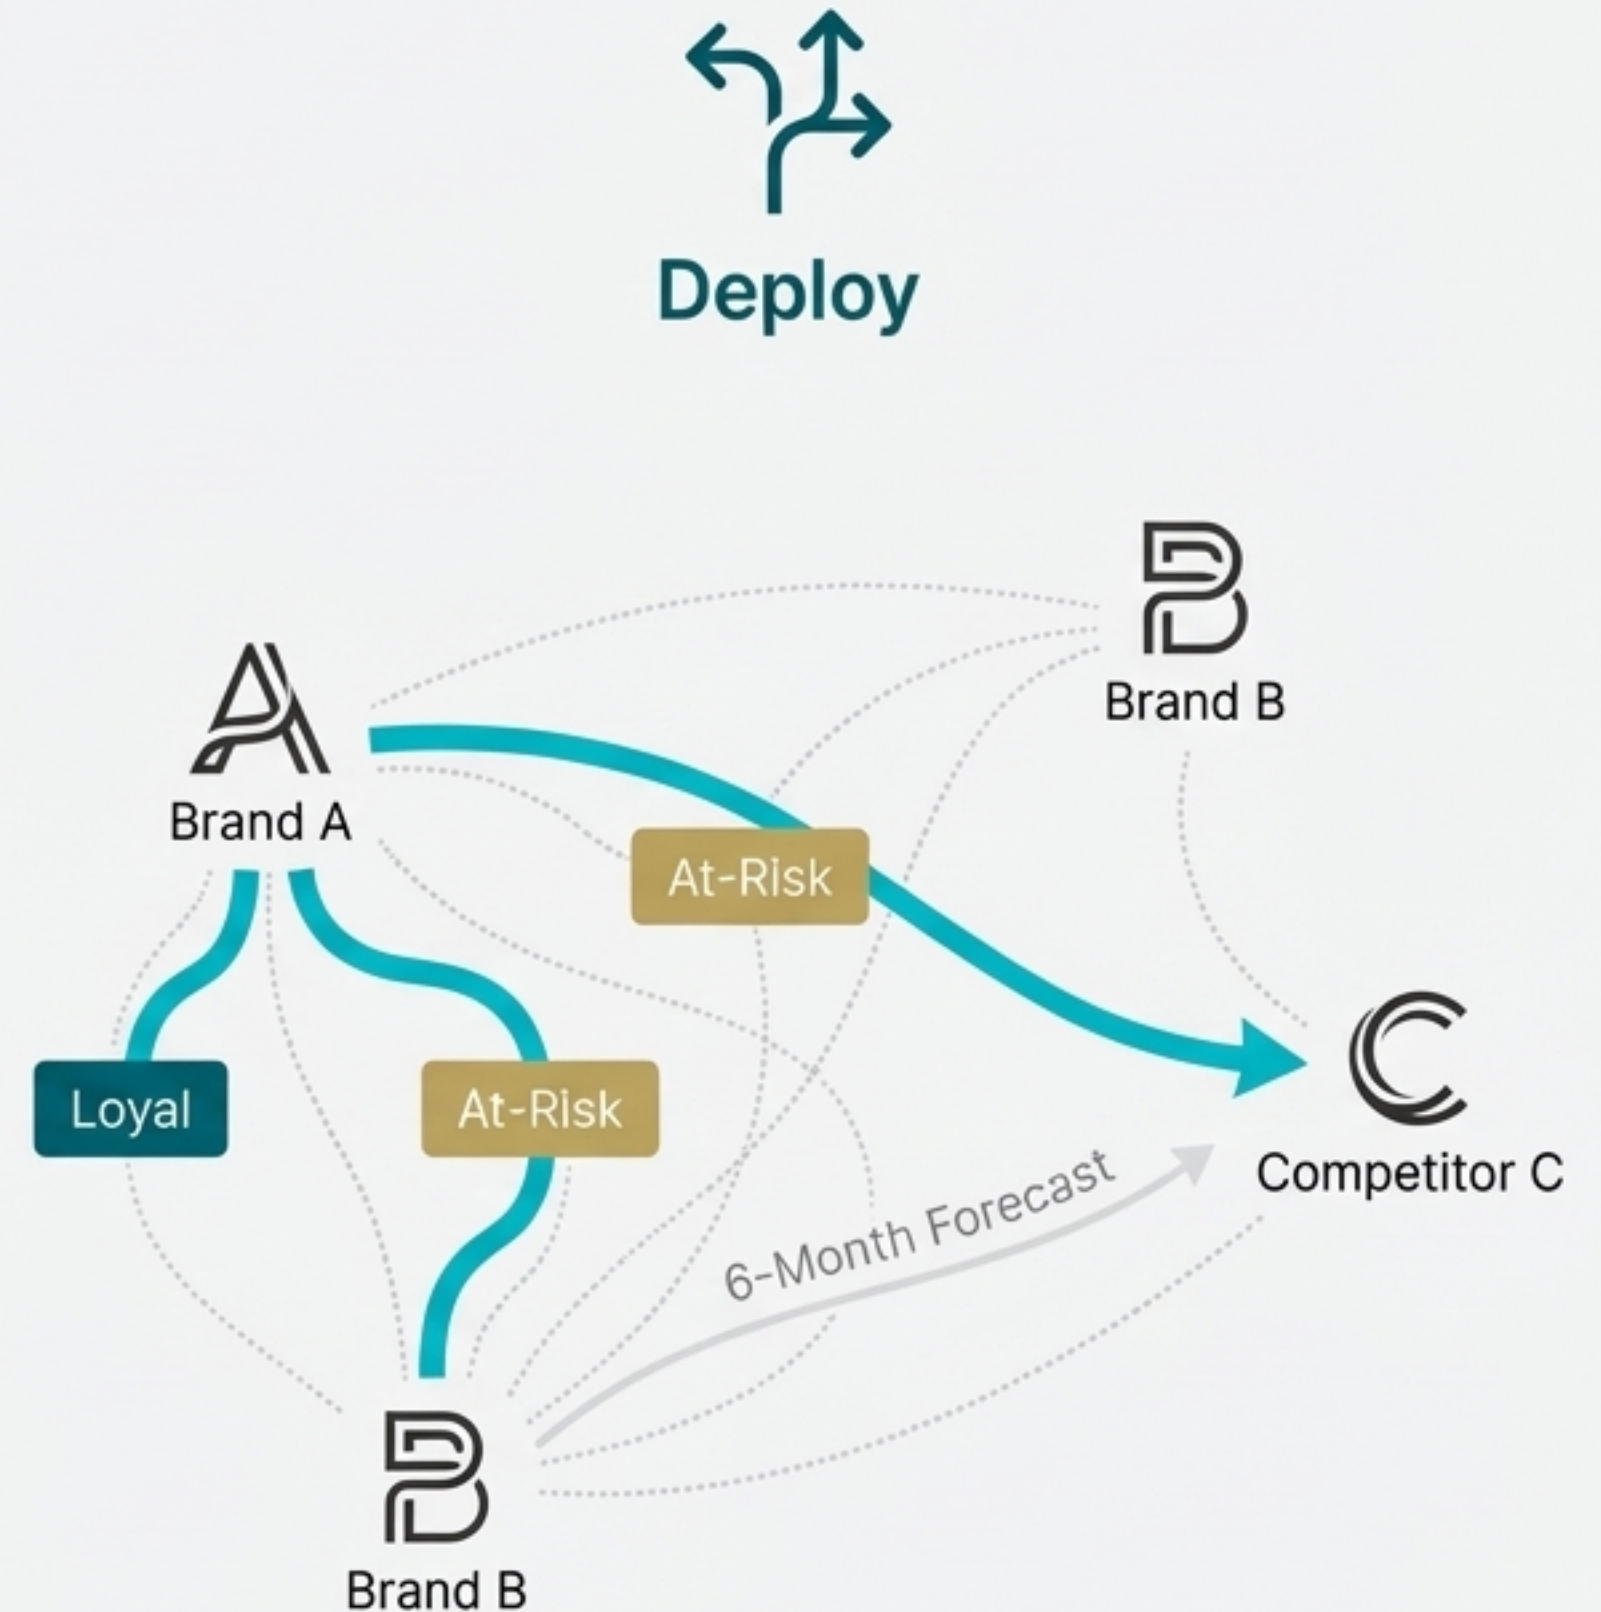 Deploy
Brand B
Brand A
At-Risk
Loyal
At-Risk
Competitor C
6-Month Forecast
Brand B